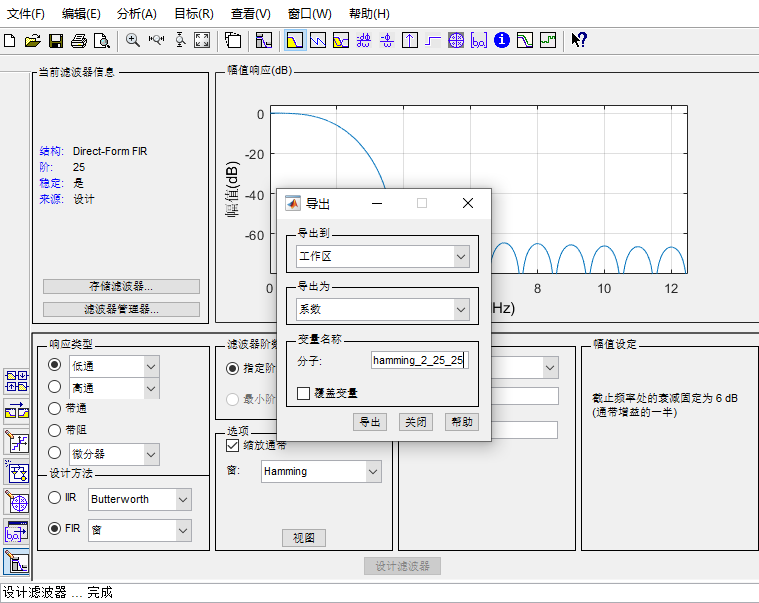 文件(F) 编辑(E) 分析(A) 目标(R) 查看(V) 窗口(W) 帮助(H)
当前滤波器信息
结构: Direct-Form FIR
阶: 25
稳定: 是
来源: 设计
存储滤波器...
滤波器管理器...
幅值响应(dB)
幅值(dB)
0
-20
-40
-60
0 8 10 12
Hz)
导出
导出到
工作区
导出为
系数
变量名称
分子: hamming_2_25_25
覆盖变量
导出 关闭 帮助
响应类型
低通
高通
带通
带阻
微分器
设计方法
IIR Butterworth
FIR 窗
滤波器阶
指定阶
最小阶
选项
缩放通带
窗: Hamming
视图
幅值设定
截止频率处的衰减固定为 6 dB
(通带增益的一半)
设计滤波器
设计滤波器 ... 完成